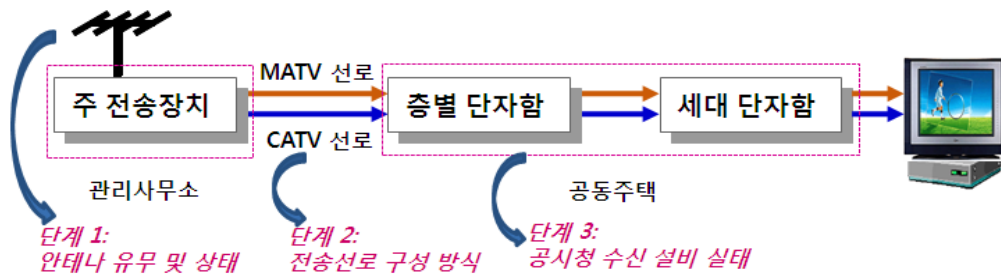 MATV 선로
주 전송장치
층별 단자함
세대 단자함
CATV 선로
관리사무소
공동주택
단계 1:
안테나 유무 및 상태
단계 2:
전송선로 구성 방식
단계 3:
공시청 수신 설비 실태